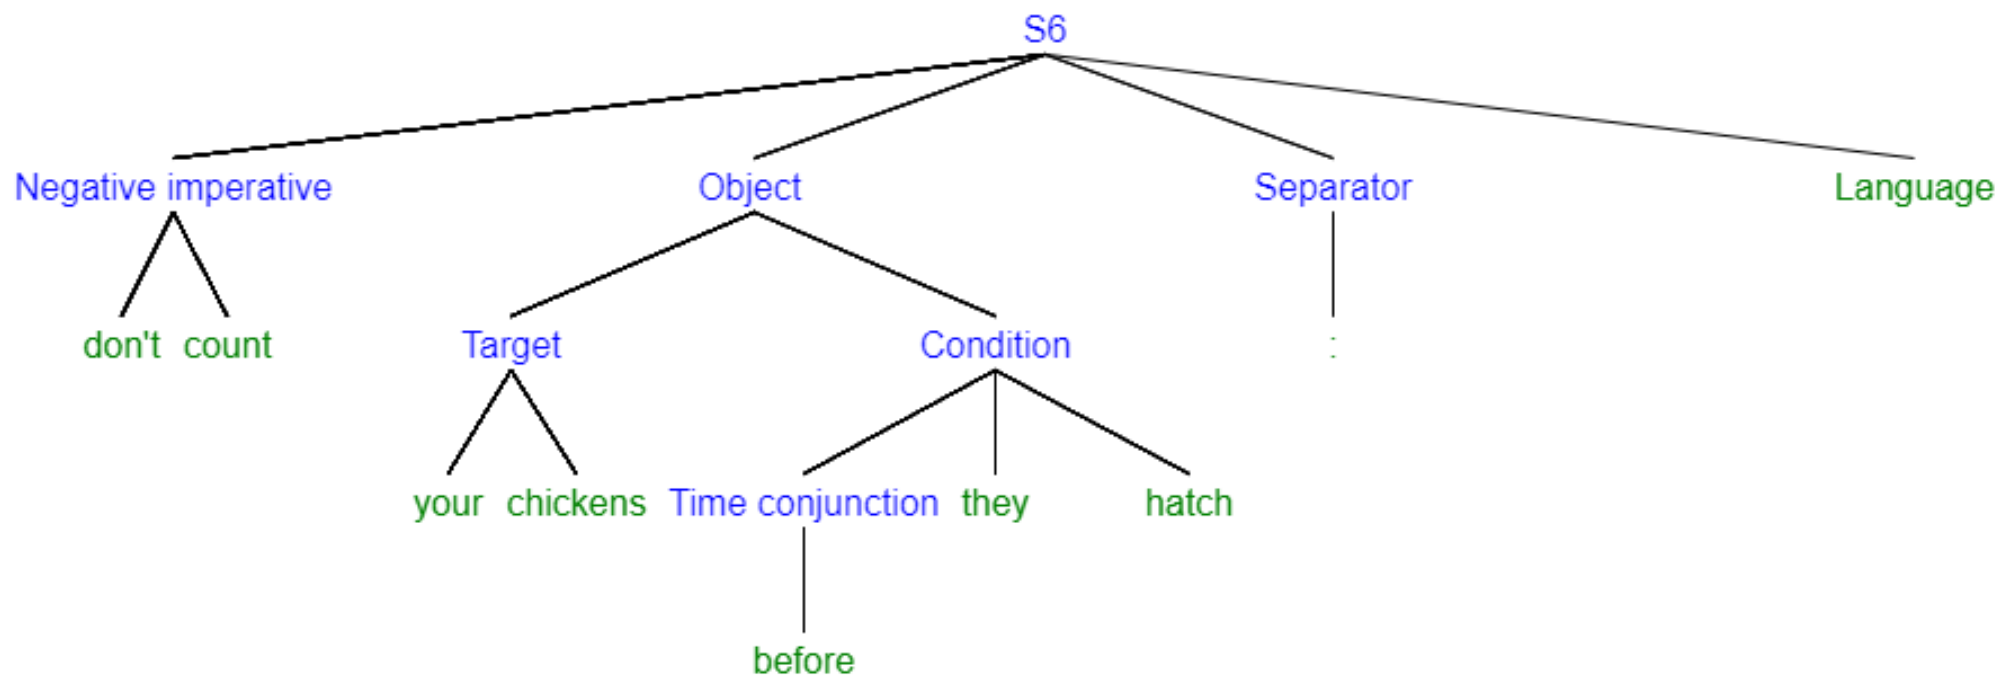 S6
Negative imperative Object Separator Language
don't count Target Condition :
your chickens Time conjunction they hatch
before